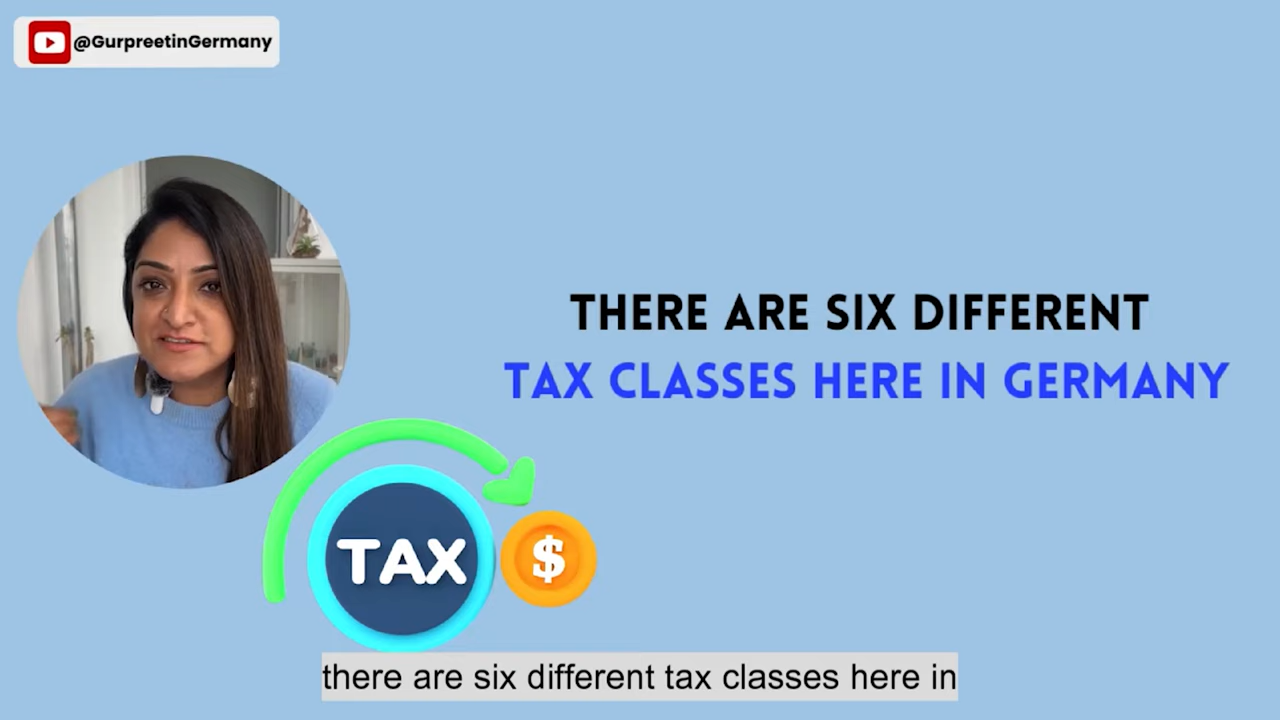 @GurpreetinGermany
THERE ARE SIX DIFFERENT
TAX CLASSES HERE IN GERMANY
TAX
$
there are six different tax classes here in